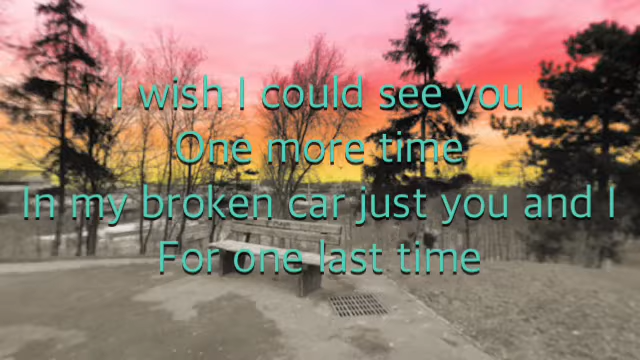 I wish I could see you
One more time
In my broken car just you and I
For one last time